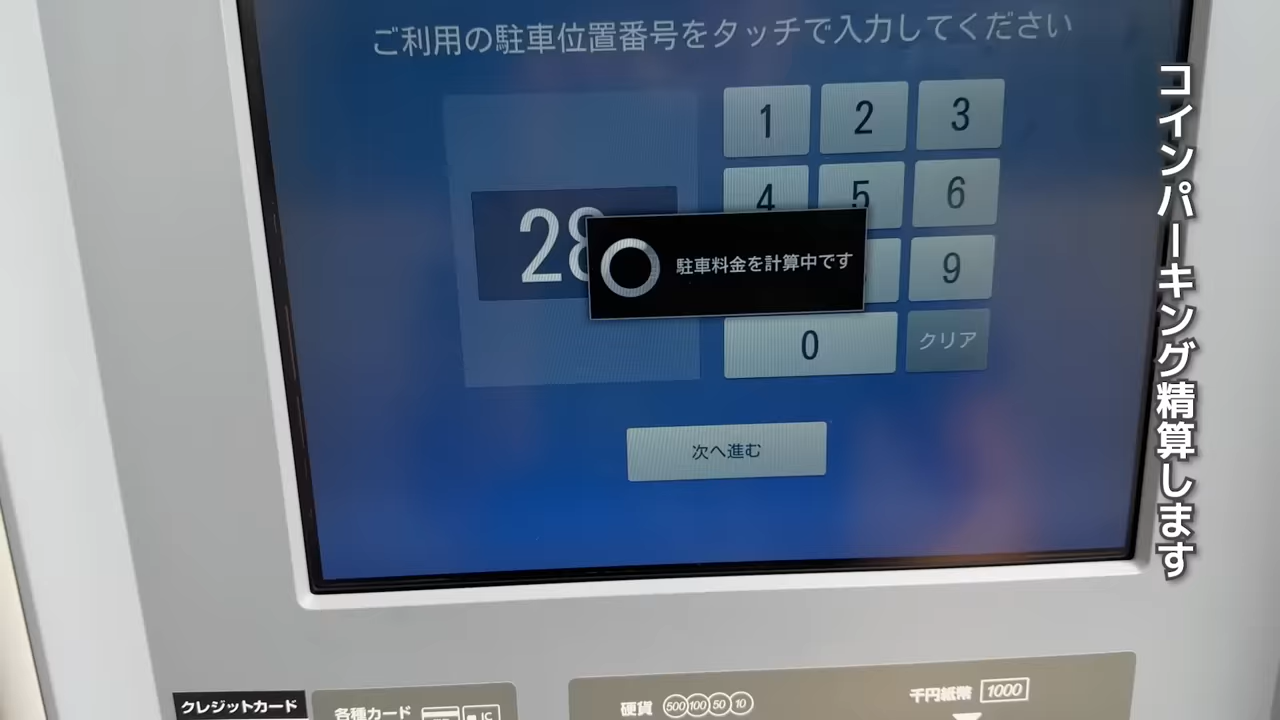 ご利用の駐車位置番号をタッチで入力してください
1 2 3
4 5 6
9
0 クリア
28
駐車料金を計算中です
次へ進む
コインパーキング精算します
クレジットカード
各種カード
IC
硬貨 500 100 50 10
千円紙幣 1000